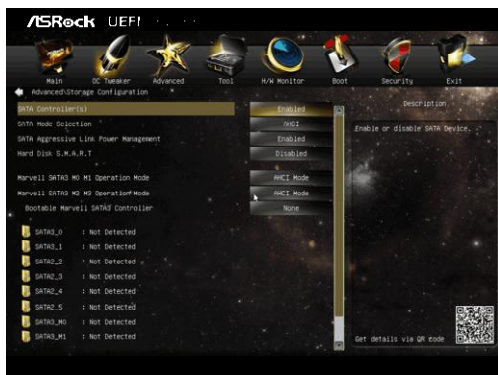 ASRock UEFI
Main OC Tweaker Advanced Tool H/W Monitor Boot Security Exit
Advanced\Storage Configuration
Description
SATA Controller(s) Enabled
Enable or disable SATA Device.
SATA Mode Selection AHCI
SATA Aggressive Link Power Management Enabled
Hard Disk S.M.A.R.T Disabled
Marvell SATA3 M0 M1 Operation Mode AHCI Mode
Marvell SATA3 M2 M3 Operation Mode AHCI Mode
Bootable Marvell SATA3 Controller None
SATA3_0 : Not Detected
SATA3_1 : Not Detected
SATA2_2 : Not Detected
SATA2_3 : Not Detected
SATA2_4 : Not Detected
SATA2_5 : Not Detected
SATA3_M0 : Not Detected
SATA3_M1 : Not Detected
Get details via QR code